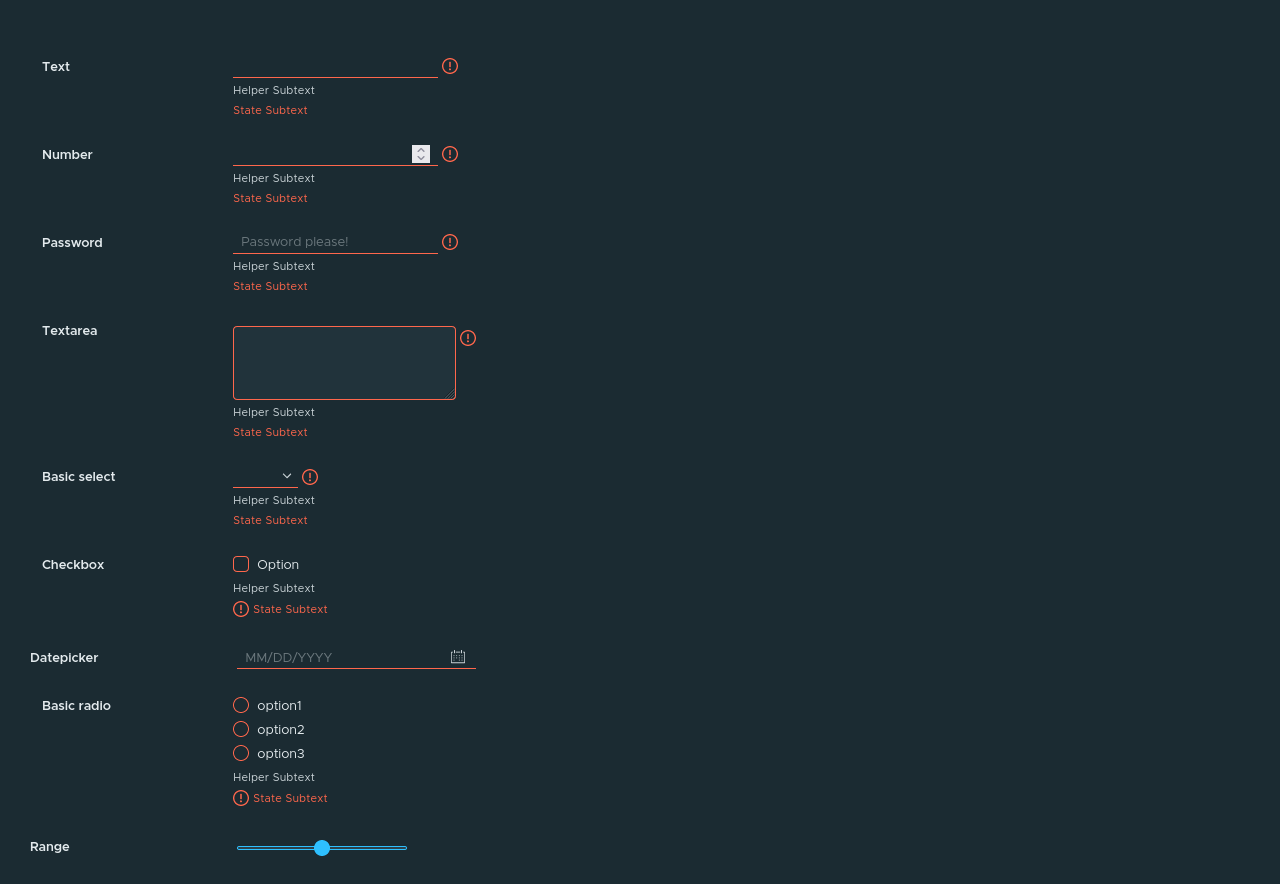 Text
Helper Subtext
State Subtext
Number
Helper Subtext
State Subtext
Password Password please!
Helper Subtext
State Subtext
Textarea
Helper Subtext
State Subtext
Basic select
Helper Subtext
State Subtext
Checkbox Option
Helper Subtext
State Subtext
Datepicker MM/DD/YYYY
Basic radio option1
option2
option3
Helper Subtext
State Subtext
Range